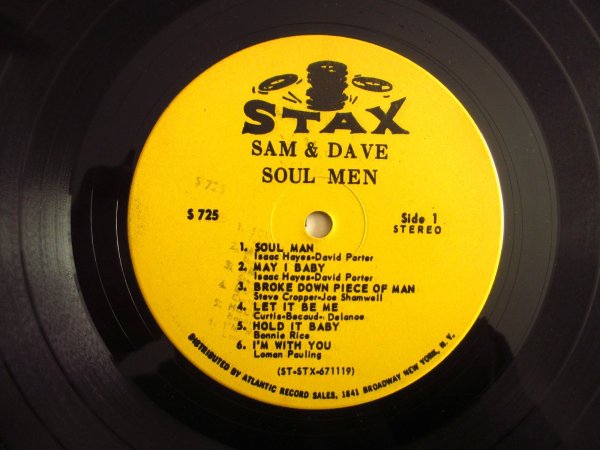 STAX
SAM & DAVE
SOUL MEN
S 725
Side 1
STEREO
1. SOUL MAN
Isaac Hayes-David Porter
2. MAY I BABY
Isaac Hayes-David Porter
3. BROKE DOWN PIECE OF MAN
Steve Cropper-Joe Shamwell
4. LET IT BE ME
Curtis-Becaud-Delanoe
5. HOLD IT BABY
Bonnie Rice
6. I'M WITH YOU
Loman Pauling
(ST-STX-671119)
DISTRIBUTED BY ATLANTIC RECORD SALES, 1841 BROADWAY NEW YORK, N.Y.
S 725